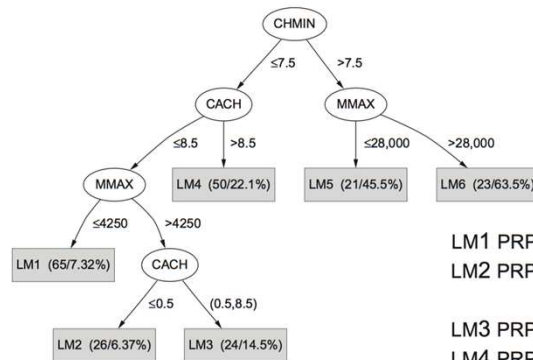 CHMIN
≤7.5 >7.5
CACH MMAX
≤8.5 >8.5 ≤28,000 >28,000
MMAX LM4 (50/22.1%) LM5 (21/45.5%) LM6 (23/63.5%)
≤4250 >4250
LM1 PRP
LM1 (65/7.32%) CACH LM2 PRP
≤0.5 (0.5,8.5)
LM3 PRP
LM2 (26/6.37%) LM3 (24/14.5%)
LM4 PRP